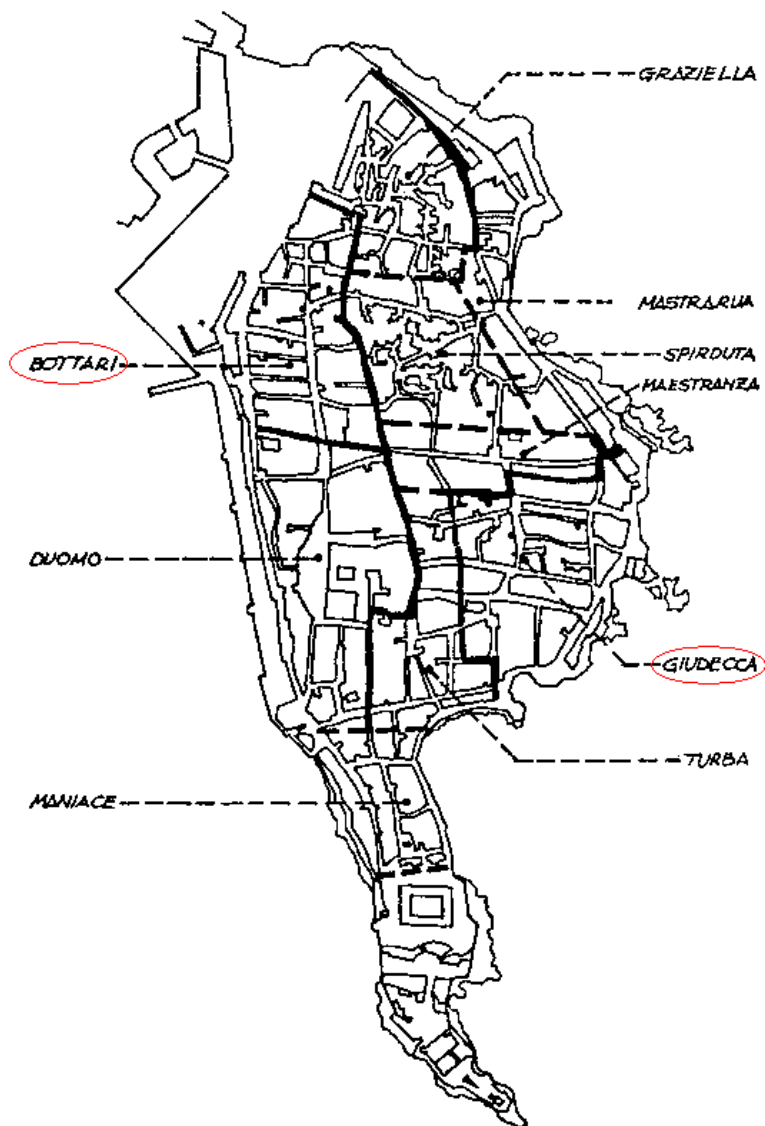 GRAZIELLA
MASTRARUA
SPIRDUTA
BOTTARI
MAESTRANZA
DUOMO
GIUDECCA
TURBA
MANIACE